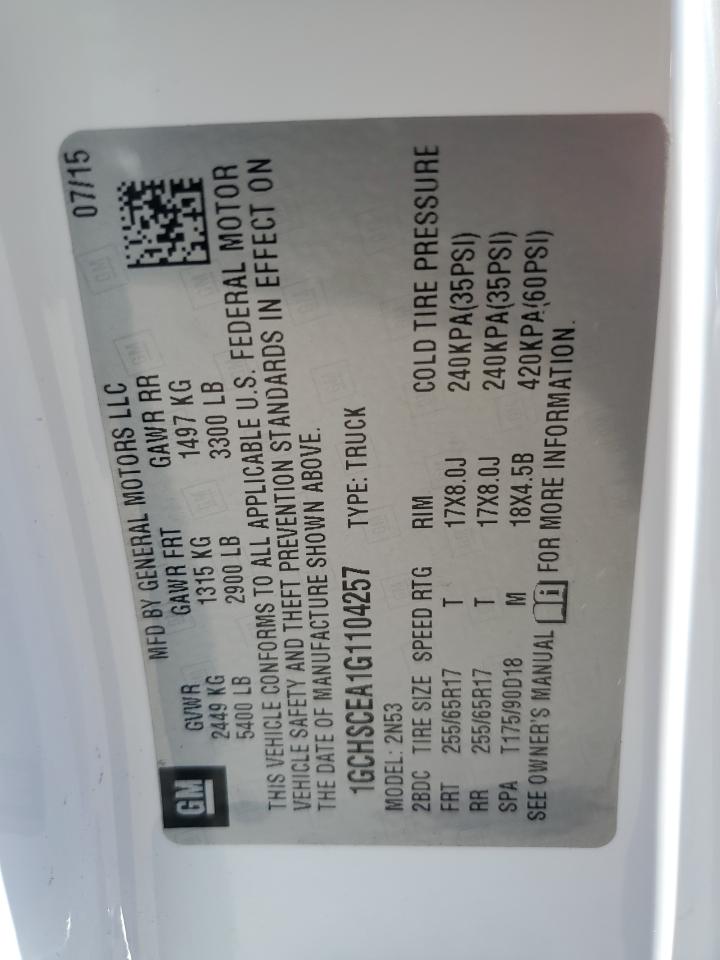 07/15
GM
MFD BY GENERAL MOTORS LLC
GVWR GAWR FRT GAWR RR
2449 KG 1315 KG 1497 KG
5400 LB 2900 LB 3300 LB
THIS VEHICLE CONFORMS TO ALL APPLICABLE U.S. FEDERAL MOTOR
VEHICLE SAFETY AND THEFT PREVENTION STANDARDS IN EFFECT ON
THE DATE OF MANUFACTURE SHOWN ABOVE.
1GCHSCEA1G1104257 TYPE: TRUCK
MODEL: 2N53
2BDC TIRE SIZE SPEED RTG RIM COLD TIRE PRESSURE
FRT 255/65R17 T 17X8.0J 240KPA(35PSI)
RR 255/65R17 T 17X8.0J 240KPA(35PSI)
SPA T175/90D18 M 18X4.5B 420KPA(60PSI)
SEE OWNER'S MANUAL FOR MORE INFORMATION.